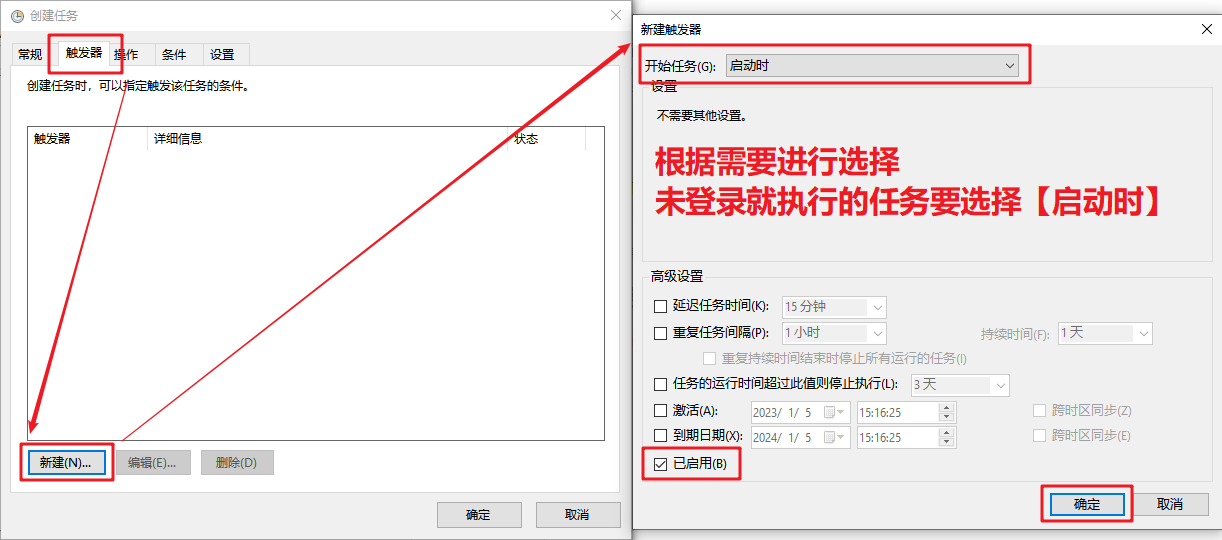 创建任务
常规
触发器
操作
条件
设置
创建任务时，可以指定触发该任务的条件。
触发器 详细信息 状态
新建(N)... 编辑(E)... 删除(D)
确定 取消
新建触发器
开始任务(G): 启动时
设置
不需要其他设置。
根据需要进行选择
未登录就执行的任务要选择【启动时】
高级设置
延迟任务时间(K): 15 分钟
重复任务间隔(P): 1 小时 持续时间(F): 1 天
重复持续时间结束时停止所有运行的任务(I)
任务的运行时间超过此值则停止执行(L): 3 天
激活(A): 2023/ 1/ 5 15:16:25 跨时区同步(Z)
到期日期(X): 2024/ 1/ 5 15:16:25 跨时区同步(E)
已启用(B)
确定 取消